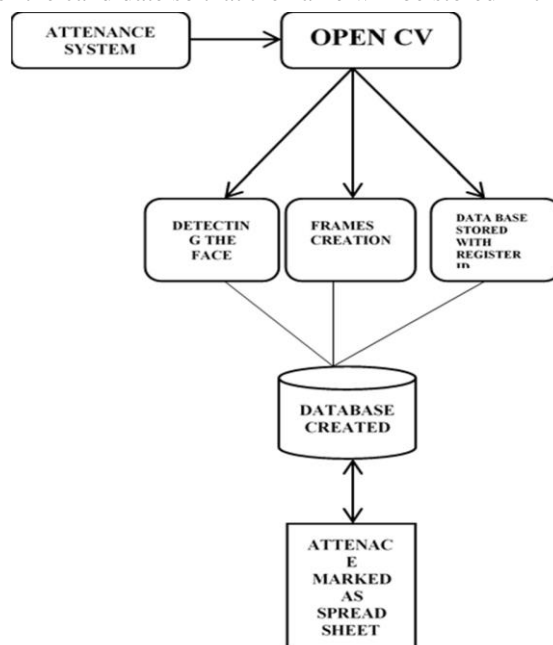 ATTENANCE
SYSTEM
OPEN CV
DETECTIN
G THE
FACE
FRAMES
CREATION
DATA BASE
STORED
WITH
REGISTER
ID
DATABASE
CREATED
ATTENAC
E
MARKED
AS
SPREAD
SHEET